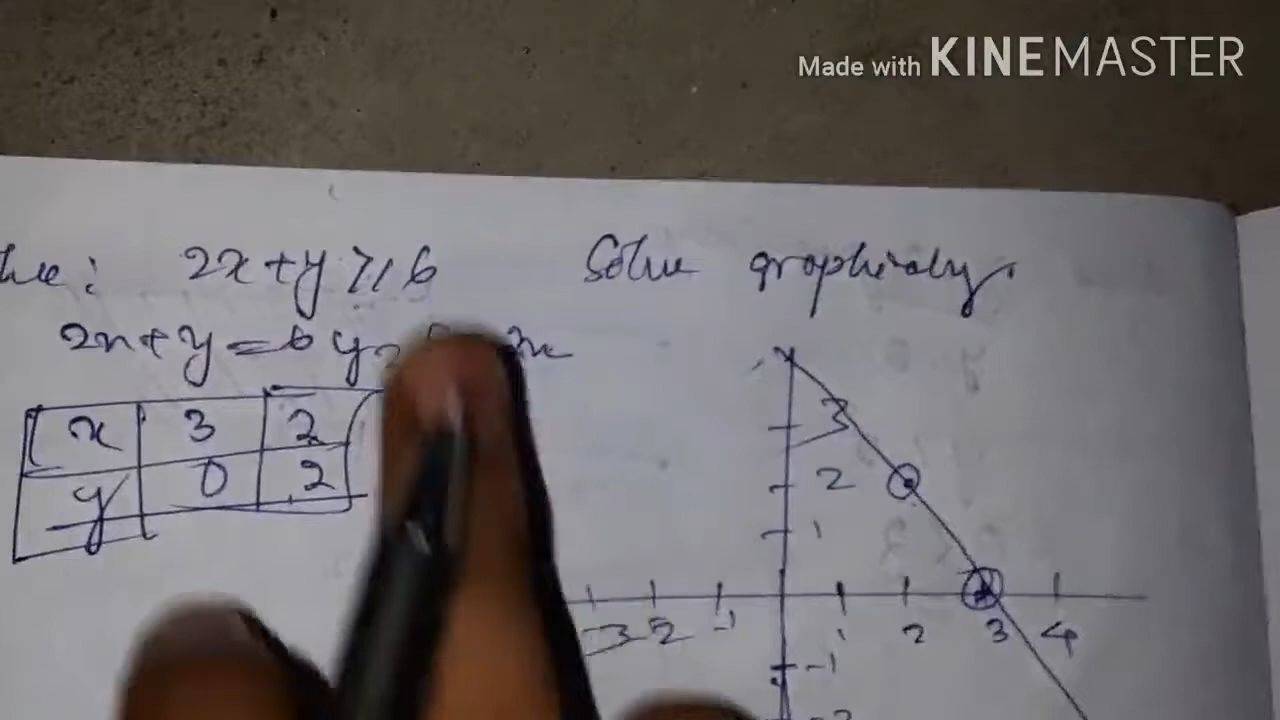 Made with KINEMASTER
2x+y ≥ 6 Solve graphically.
2x+y=6 y=
x 3 2
y 0 2
y
3
2
1
-3 -2 -1 1 2 3 4
-1
-2